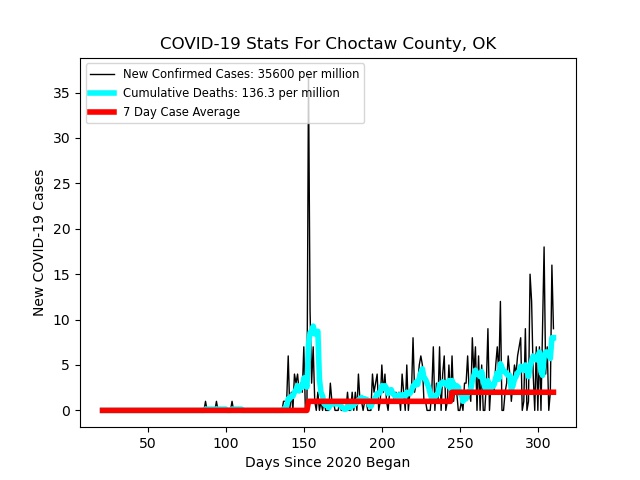 COVID-19 Stats For Choctaw County, OK
New Confirmed Cases: 35600 per million
Cumulative Deaths: 136.3 per million
7 Day Case Average
New COVID-19 Cases
35
30
25
20
15
10
5
0
50 100 150 200 250 300
Days Since 2020 Began